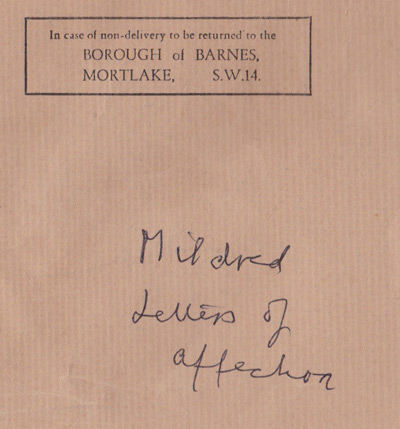 In case of non-delivery to be returned to the
BOROUGH of BARNES,
MORTLAKE, S.W.14.
Mildred
Letters of
affection